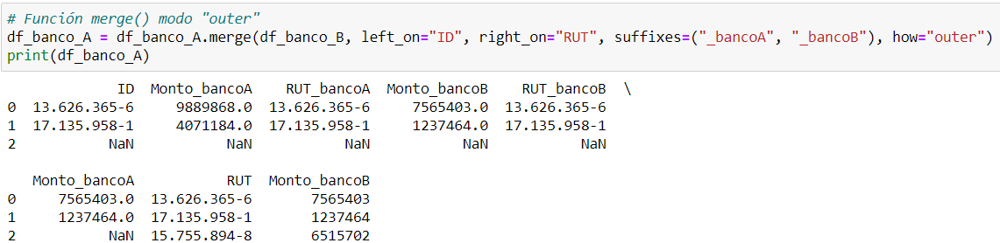 # Función merge() modo "outer"
df_banco_A = df_banco_A.merge(df_banco_B, left_on="ID", right_on="RUT", suffixes=("_bancoA", "_bancoB"), how="outer")
print(df_banco_A)
ID Monto_bancoA RUT_bancoA Monto_bancoB RUT_bancoB \
0 13.626.365-6 9889868.0 13.626.365-6 7565403.0 13.626.365-6
1 17.135.958-1 4071184.0 17.135.958-1 1237464.0 17.135.958-1
2 NaN NaN NaN NaN NaN
Monto_bancoA RUT Monto_bancoB
0 7565403.0 13.626.365-6 7565403
1 1237464.0 17.135.958-1 1237464
2 NaN 15.755.894-8 6515702